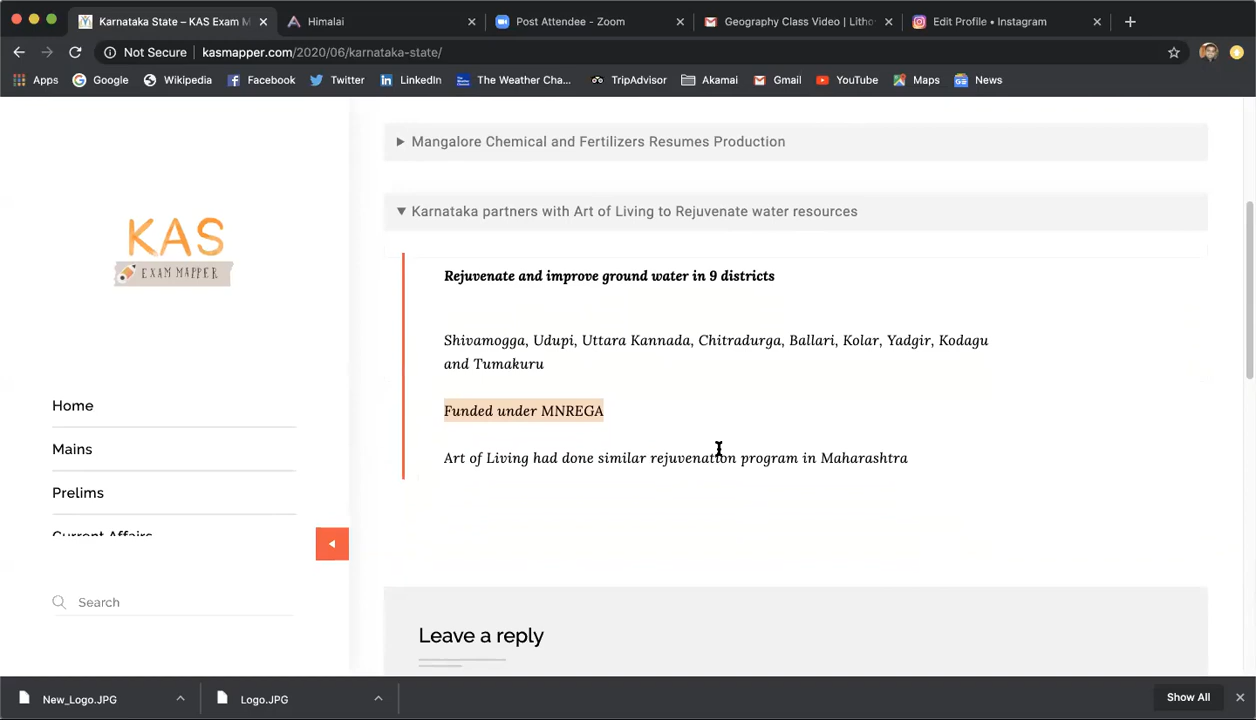 Karnataka State – KAS Exam M
Himalai
Post Attendee - Zoom
Geography Class Video | Litho
Edit Profile • Instagram
Not Secure | kasmapper.com/2020/06/karnataka-state/
Apps
Google
Wikipedia
Facebook
Twitter
LinkedIn
The Weather Cha...
TripAdvisor
Akamai
Gmail
YouTube
Maps
News
Mangalore Chemical and Fertilizers Resumes Production
Karnataka partners with Art of Living to Rejuvenate water resources
Rejuvenate and improve ground water in 9 districts
Shivamogga, Udupi, Uttara Kannada, Chitradurga, Ballari, Kolar, Yadgir, Kodagu
and Tumakuru
Funded under MNREGA
Art of Living had done similar rejuvenation program in Maharashtra
KAS
EXAM MAPPER
Home
Mains
Prelims
Current Affairs
Search
Leave a reply
New_Logo.JPG
Logo.JPG
Show All